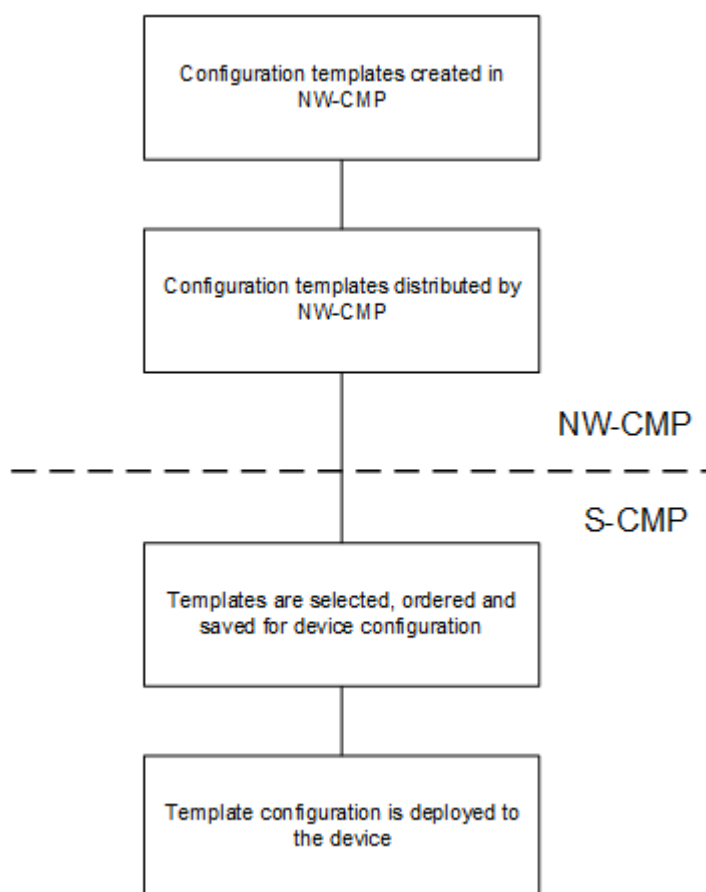 Configuration templates created in
NW-CMP
Configuration templates distributed by
NW-CMP
NW-CMP
S-CMP
Templates are selected, ordered and
saved for device configuration
Template configuration is deployed to
the device